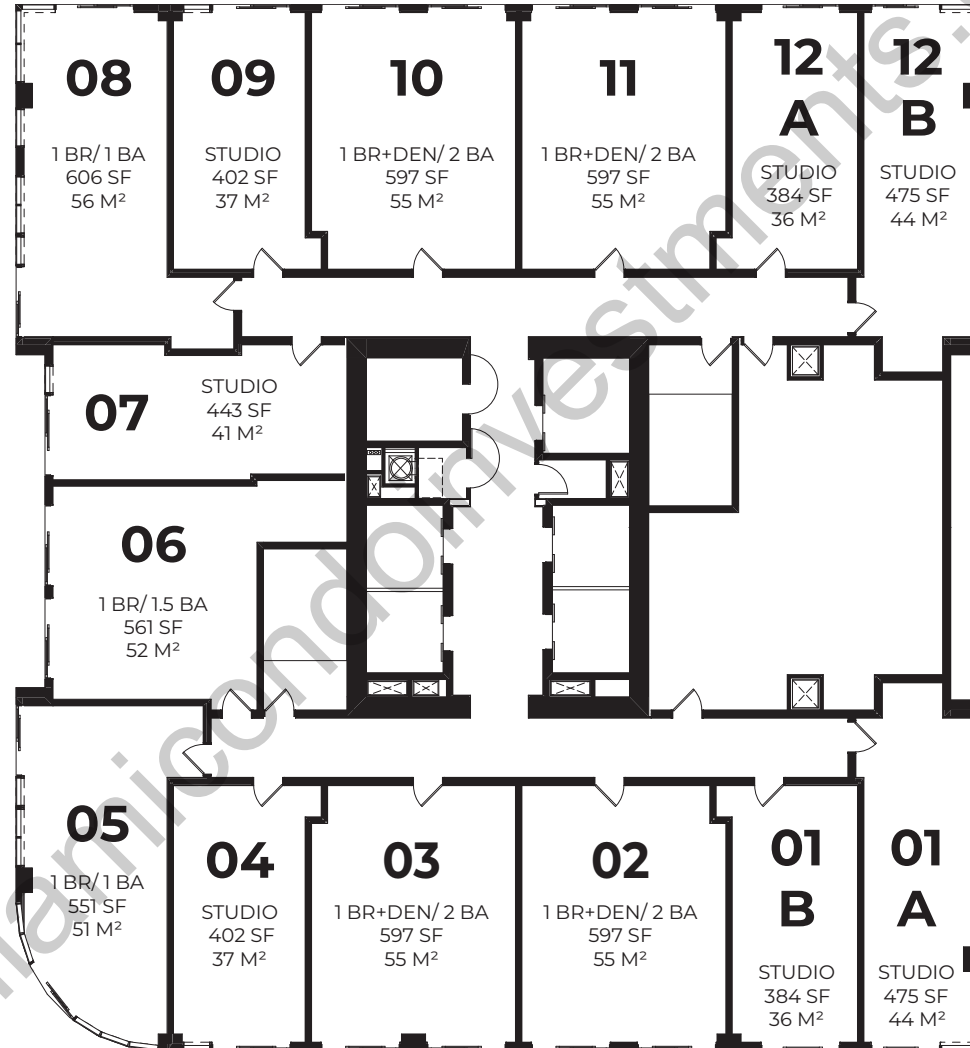 08
1 BR/ 1 BA
606 SF
56 M²
09
STUDIO
402 SF
37 M²
10
1 BR+DEN/ 2 BA
597 SF
55 M²
11
1 BR+DEN/ 2 BA
597 SF
55 M²
12
A
STUDIO
384 SF
36 M²
12
B
STUDIO
475 SF
44 M²
07
STUDIO
443 SF
41 M²
06
1 BR/ 1.5 BA
561 SF
52 M²
05
1 BR/ 1 BA
551 SF
51 M²
04
STUDIO
402 SF
37 M²
03
1 BR+DEN/ 2 BA
597 SF
55 M²
02
1 BR+DEN/ 2 BA
597 SF
55 M²
01
B
STUDIO
384 SF
36 M²
01
A
STUDIO
475 SF
44 M²
iamicondoinvestments.